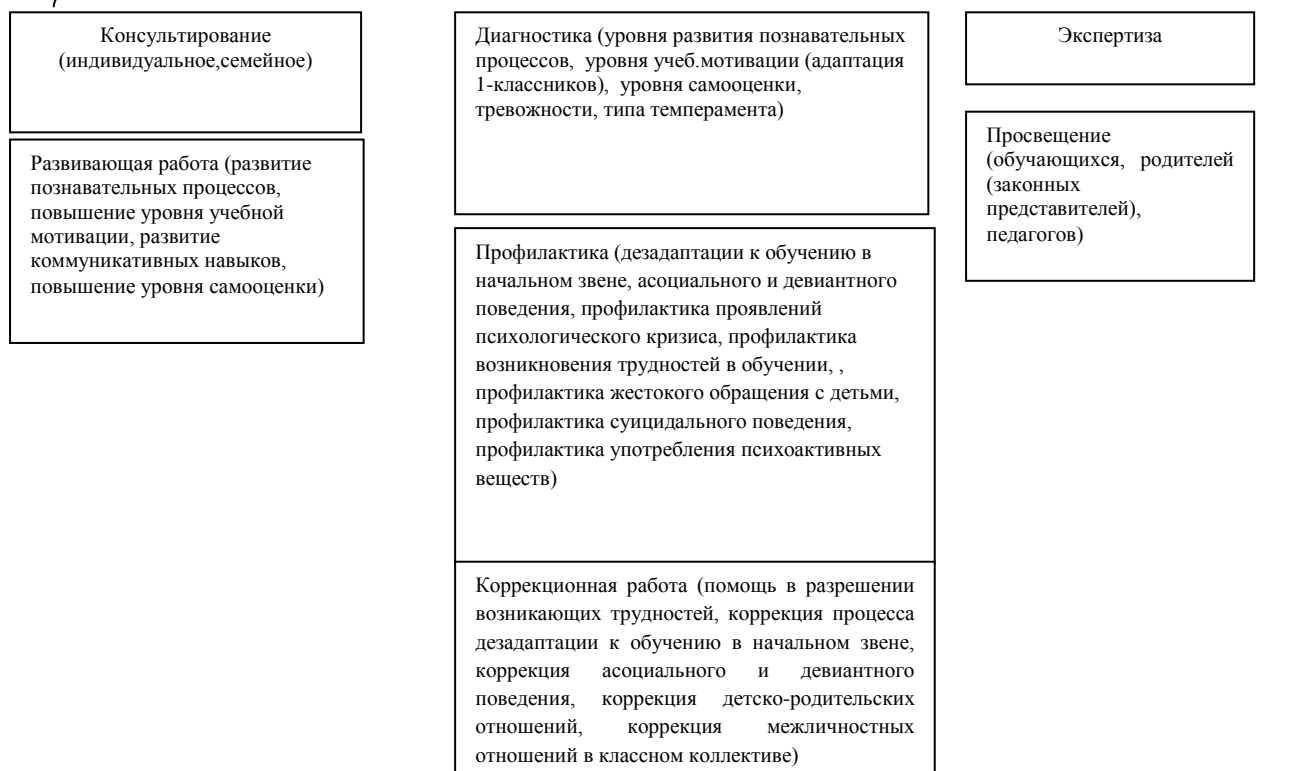 Консультирование
(индивидуальное,семейное)
Развивающая работа (развитие
познавательных процессов,
повышение уровня учебной
мотивации, развитие
коммуникативных навыков,
повышение уровня самооценки)
Диагностика (уровня развития познавательных
процессов, уровня учеб.мотивации (адаптация
1-классников), уровня самооценки,
тревожности, типа темперамента)
Профилактика (дезадаптации к обучению в
начальном звене, асоциального и девиантного
поведения, профилактика проявлений
психологического кризиса, профилактика
возникновения трудностей в обучении, ,
профилактика жестокого обращения с детьми,
профилактика суицидального поведения,
профилактика употребления психоактивных
веществ)
Коррекционная работа (помощь в разрешении
возникающих трудностей, коррекция процесса
дезадаптации к обучению в начальном звене,
коррекция асоциального и девиантного
поведения, коррекция детско-родительских
отношений, коррекция межличностных
отношений в классном коллективе)
Экспертиза
Просвещение
(обучающихся, родителей
(законных
представителей),
педагогов)